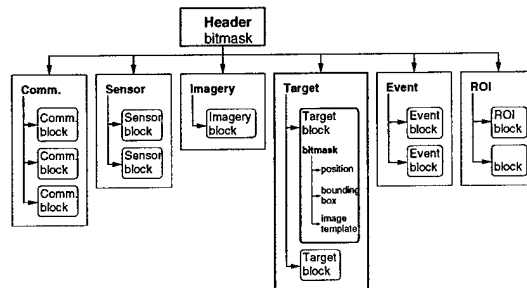 Header
bitmask
Comm.
Comm.
block
Comm.
block
Comm.
block
Sensor
Sensor
block
Sensor
block
Imagery
Imagery
block
Target
Target
block
bitmask
position
bounding
box
image
template
Target
block
Event
Event
block
Event
block
ROI
ROI
block
block